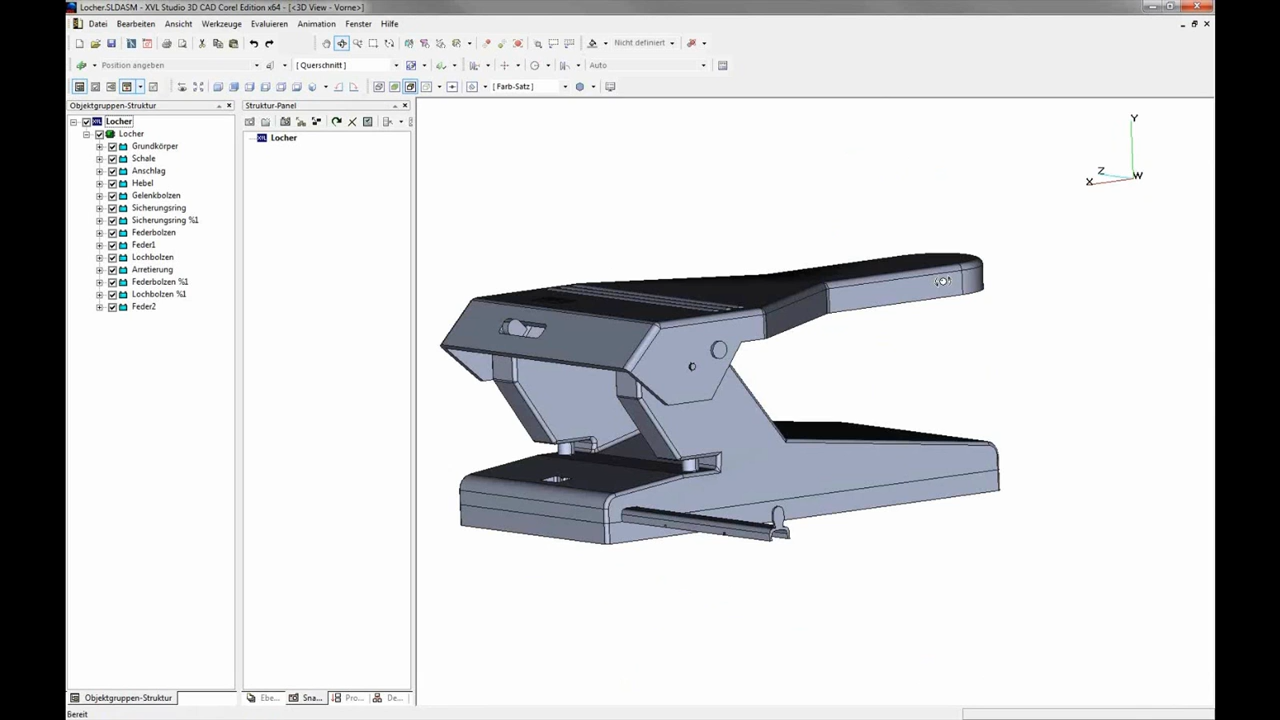 Locher.SLDASM - XVL Studio 3D CAD Corel Edition x64 - [<3D View - Vorne>]
Datei Bearbeiten Ansicht Werkzeuge Evaluieren Animation Fenster Hilfe
Nicht definiert
Position angeben [ Querschnitt ] Auto
[ Farb-Satz ]
Objektgruppen-Struktur Struktur-Panel
Locher
Locher
Grundkörper
Schale
Anschlag
Hebel
Gelenkbolzen
Sicherungsring
Sicherungsring %1
Federbolzen
Feder1
Lochbolzen
Arretierung
Federbolzen %1
Lochbolzen %1
Feder2
XVL Locher
Y
Z
X
W
Objektgruppen-Struktur Ebe... Sna... Pro... De...
Bereit